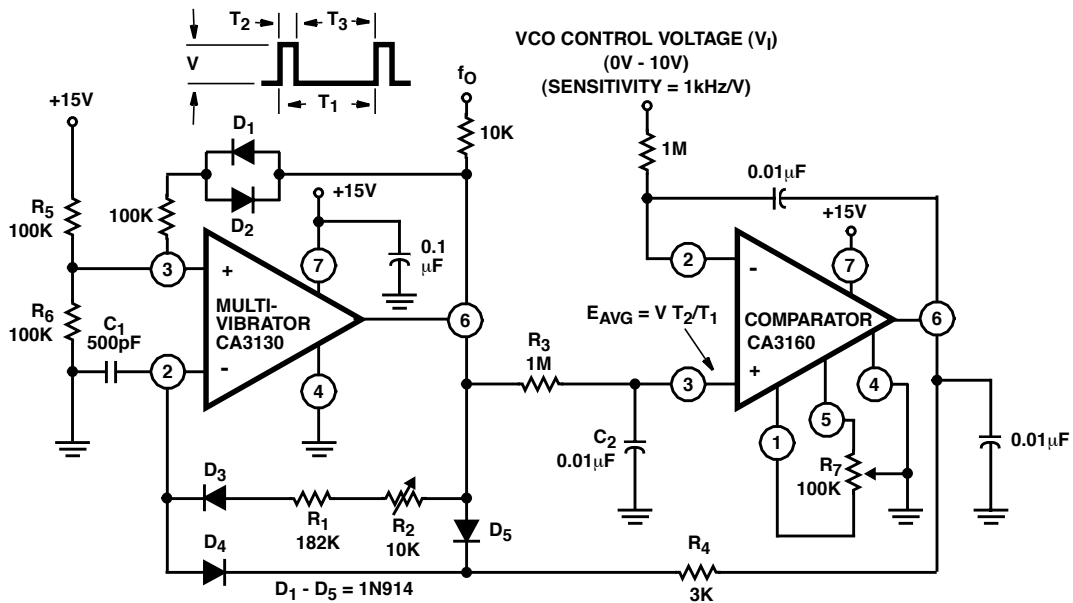 T2
T3
V
T1
fO
VCO CONTROL VOLTAGE (VI)
(0V - 10V)
(SENSITIVITY = 1kHz/V)
+15V
D1
10K
1M
0.01μF
+15V
+15V
R5
100K
100K
D2
0.1
μF
3
+
7
2
-
7
MULTI-
VIBRATOR
CA3130
R6
100K
C1
500pF
6
EAVG = V T2/T1
COMPARATOR
CA3160
6
R3
1M
2
-
4
3
+
4
5
1
C2
0.01μF
R7
100K
0.01μF
D3
R1
182K
R2
10K
D5
D4
R4
3K
D1 - D5 = 1N914